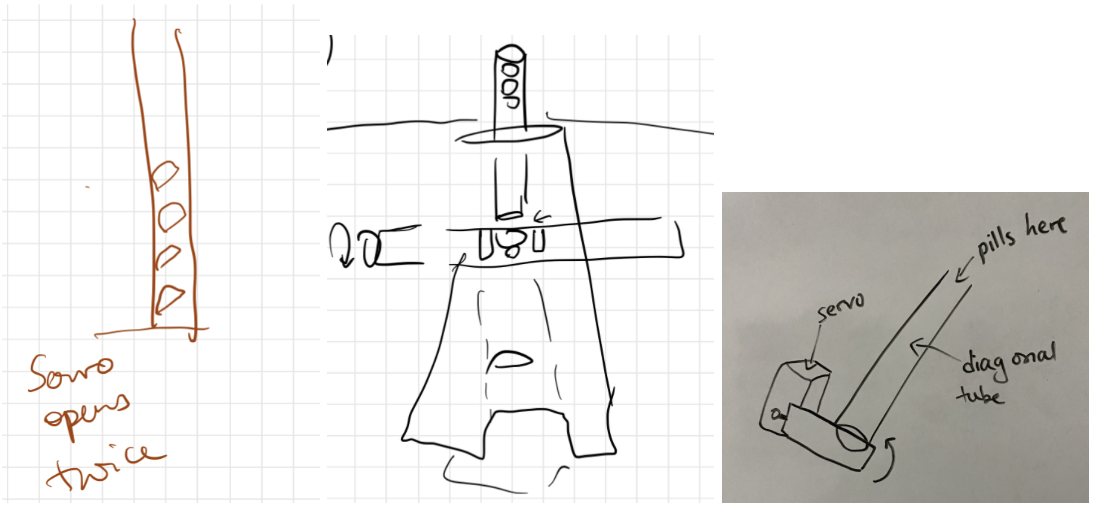 Servo
opens
twice
pills here
servo
diagonal
tube